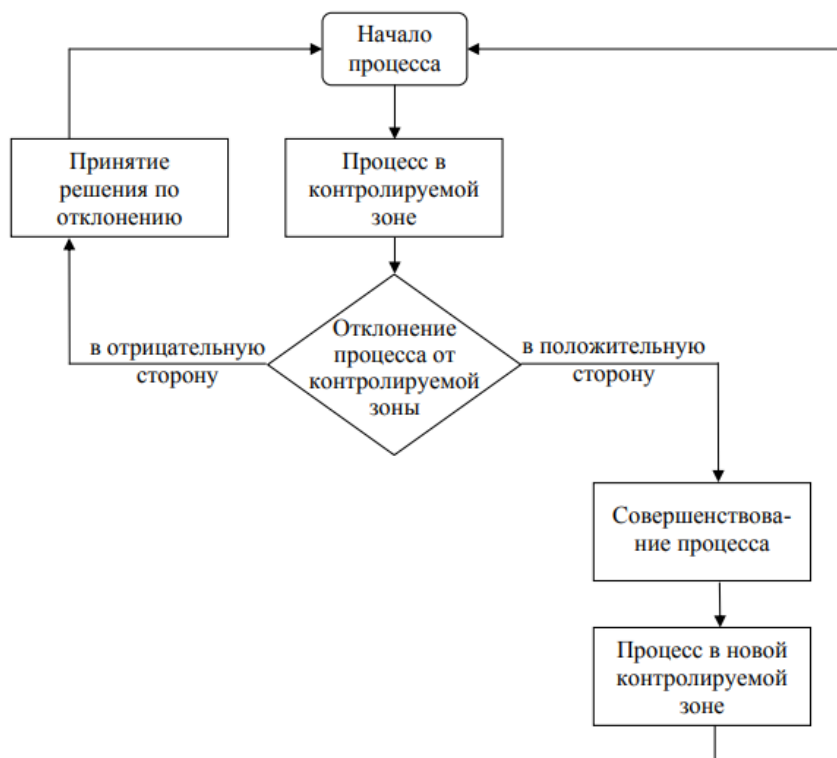 Начало
процесса
Принятие
решения по
отклонению
Процесс в
контролируемой
зоне
Отклонение
процесса от
контролируемой
зоны
в отрицательную
сторону
в положительную
сторону
Совершенствова-
ние процесса
Процесс в новой
контролируемой
зоне